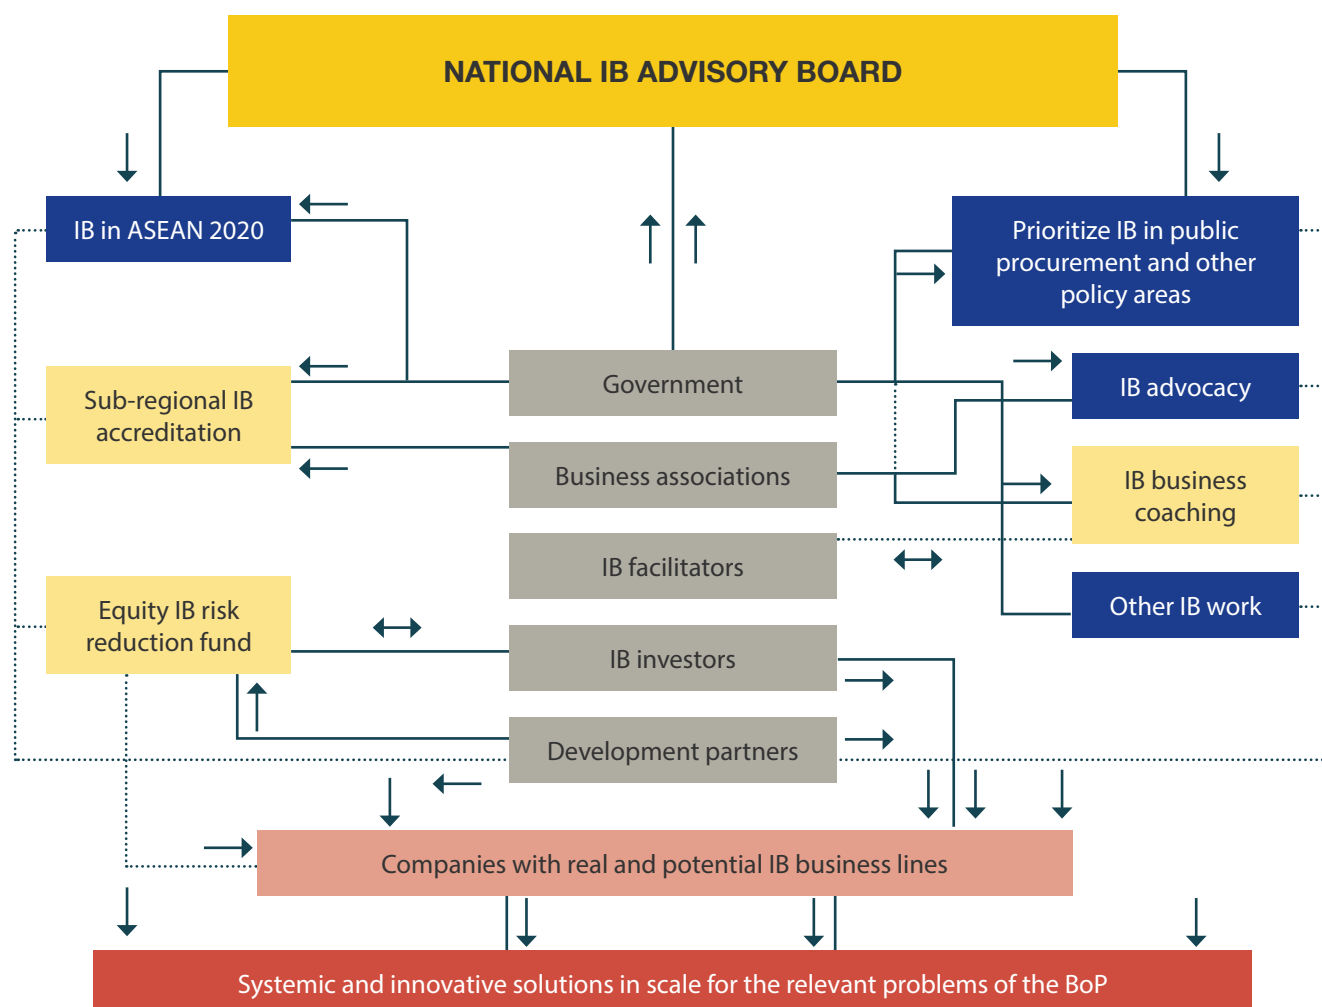 NATIONAL IB ADVISORY BOARD
IB in ASEAN 2020
Prioritize IB in public
procurement and other
policy areas
Sub-regional IB
accreditation
Government
IB advocacy
Business associations
IB business
coaching
IB facilitators
Equity IB risk
reduction fund
IB investors
Other IB work
Development partners
Companies with real and potential IB business lines
Systemic and innovative solutions in scale for the relevant problems of the BoP